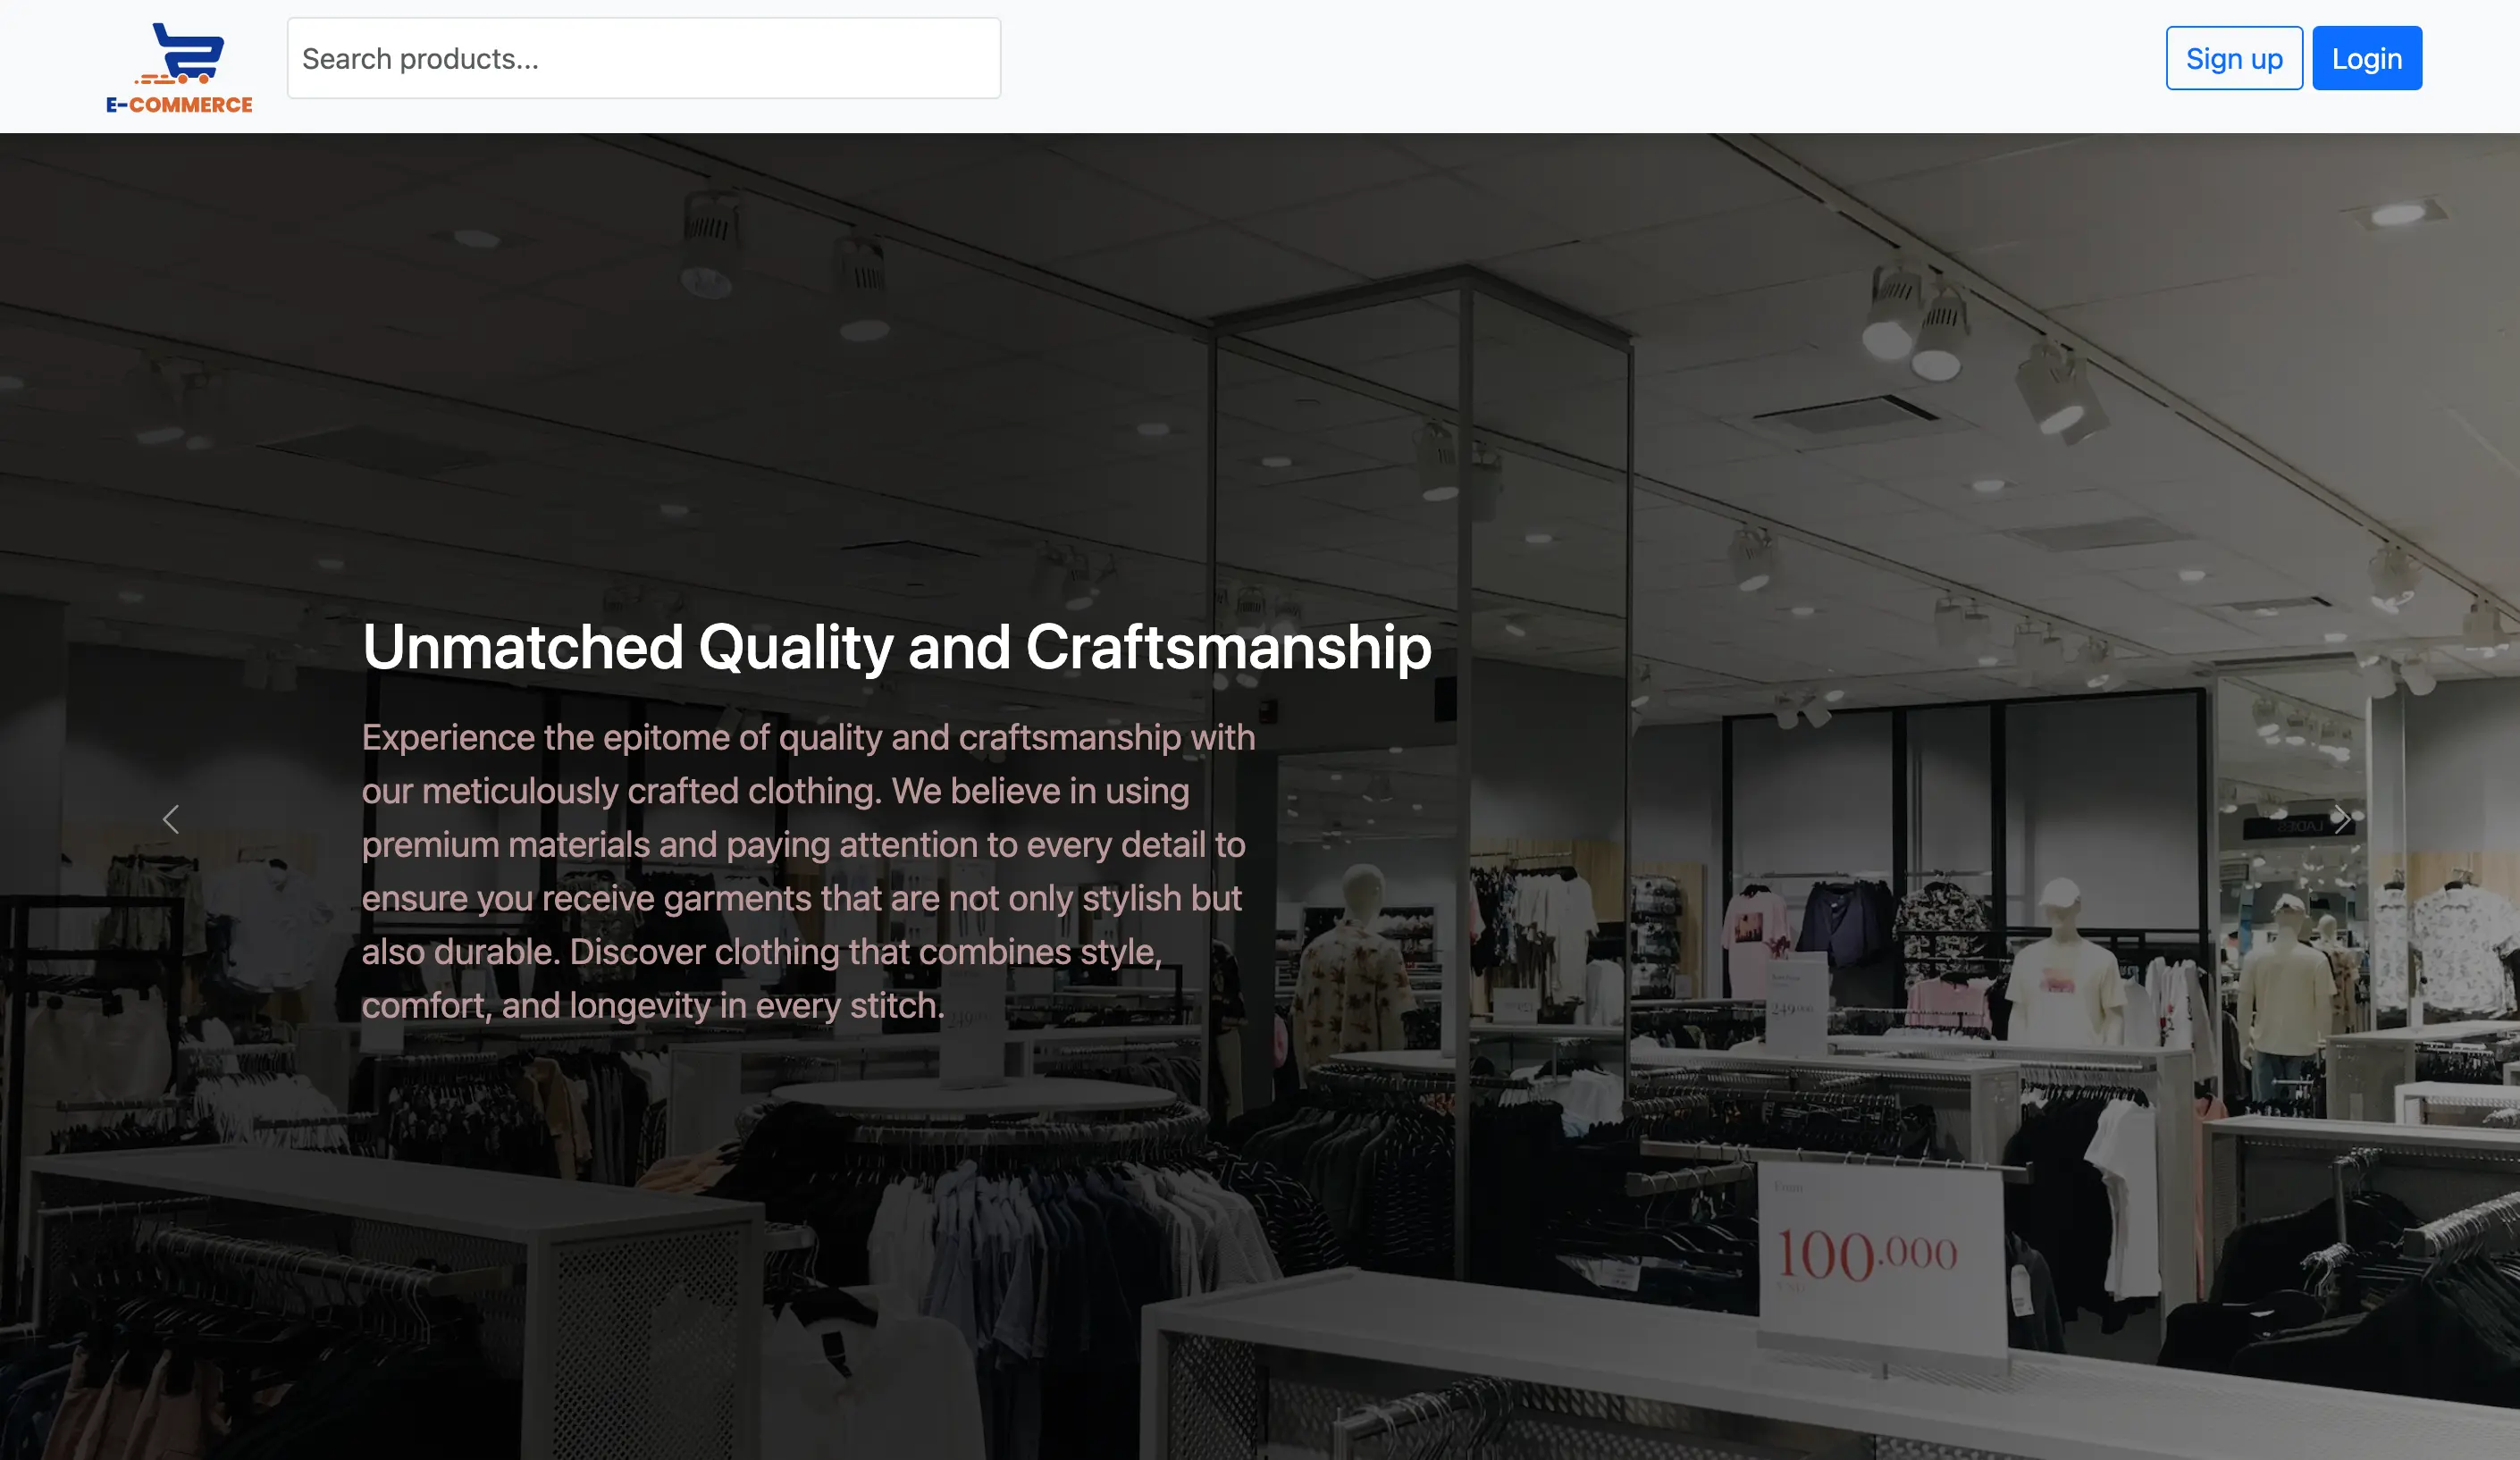 E-COMMERCE
Search products...
Sign up
Login
Unmatched Quality and Craftsmanship
Experience the epitome of quality and craftsmanship with
our meticulously crafted clothing. We believe in using
premium materials and paying attention to every detail to
ensure you receive garments that are not only stylish but
also durable. Discover clothing that combines style,
comfort, and longevity in every stitch.
249.000
From
100.000